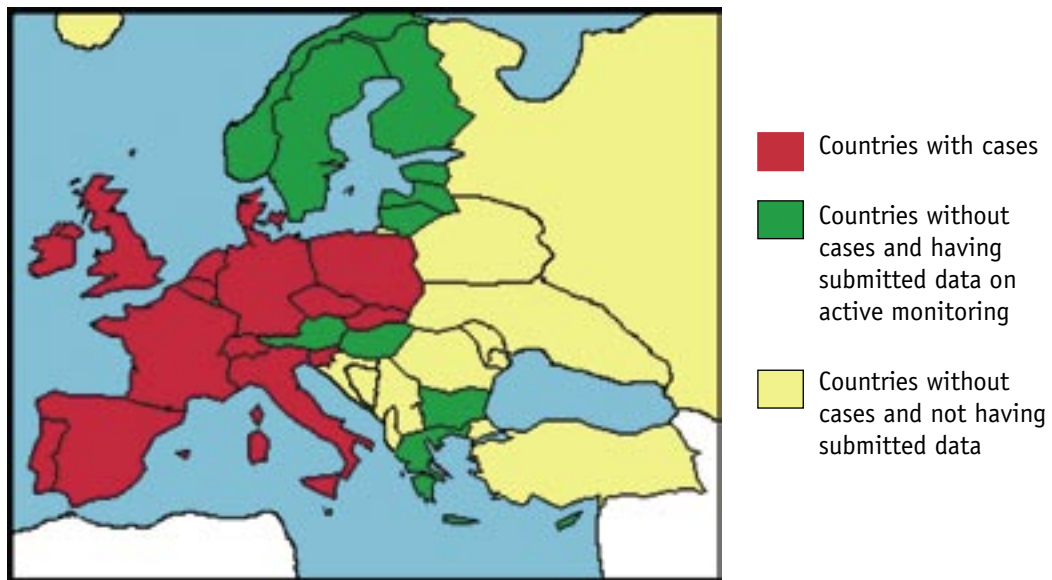 Countries with cases
Countries without
cases and having
submitted data on
active monitoring
Countries without
cases and not having
submitted data